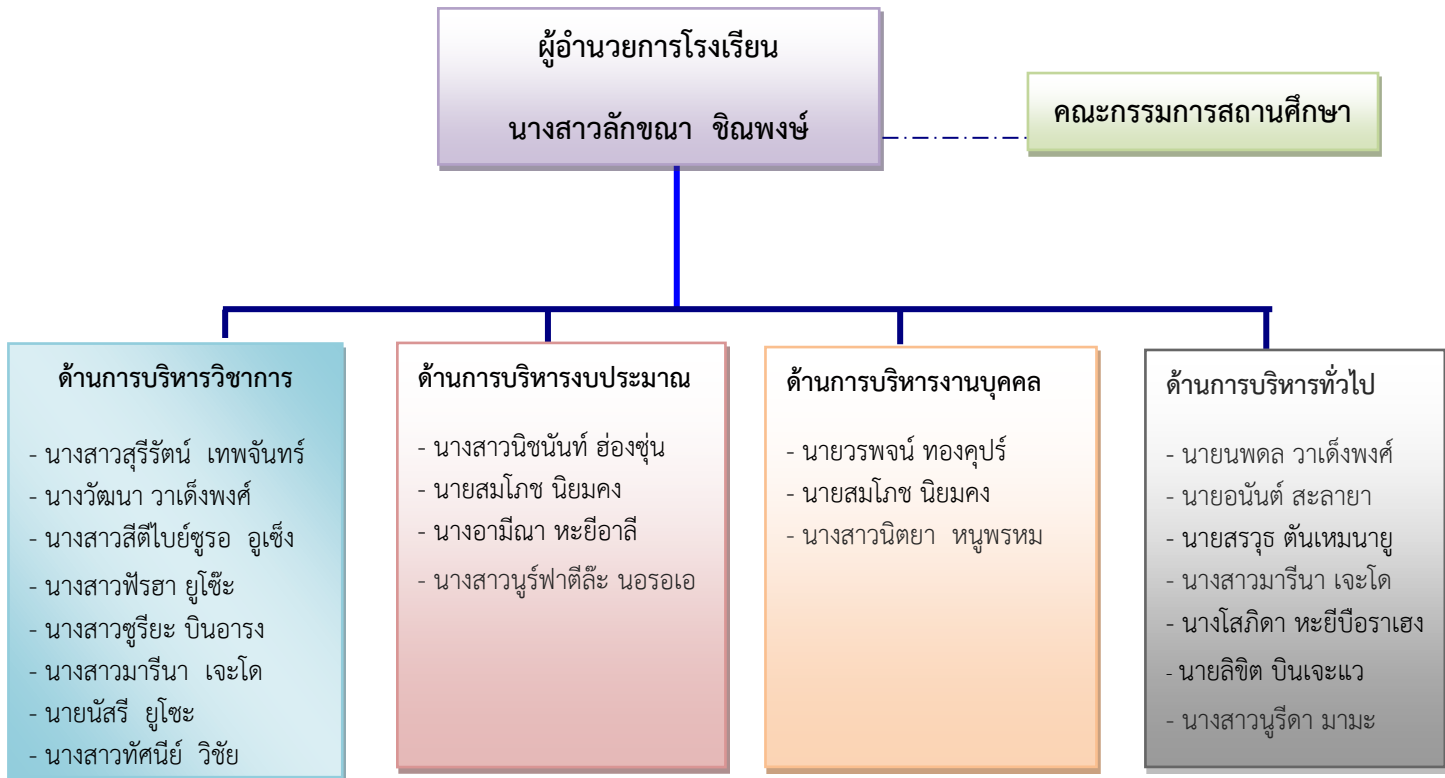 ผู้อำนวยการโรงเรียน
นางสาวลักขณา ชิณพงษ์
คณะกรรมการสถานศึกษา
ด้านการบริหารวิชาการ
- นางสาวสุรีรัตน์ เทพจันทร์
- นางวัฒนา วาเด็งพงศ์
- นางสาวสีตีไบย์ซูรอ อูเซ็ง
- นางสาวฟัรฮา ยูโซ๊ะ
- นางสาวซูรียะ บินอารง
- นางสาวมารีนา เจะโด
- นายนัสรี ยูโซะ
- นางสาวทัศนีย์ วิชัย
ด้านการบริหารงบประมาณ
- นางสาวนิชนันท์ ฮ่องซุ่น
- นายสมโภช นิยมคง
- นางอามีณา หะยีอาลี
- นางสาวนูร์ฟาตีล๊ะ นอรอเอ
ด้านการบริหารงานบุคคล
- นายวรพจน์ ทองคุปร์
- นายสมโภช นิยมคง
- นางสาวนิตยา หนูพรหม
ด้านการบริหารทั่วไป
- นายนพดล วาเด็งพงศ์
- นายอนันต์ สะลายา
- นายสรวุธ ตันเหมนายู
- นางสาวมารีนา เจะโด
- นางโสภิดา หะยีบือราเฮง
- นายลิขิต บินเจะแว
- นางสาวนูรีดา มามะ